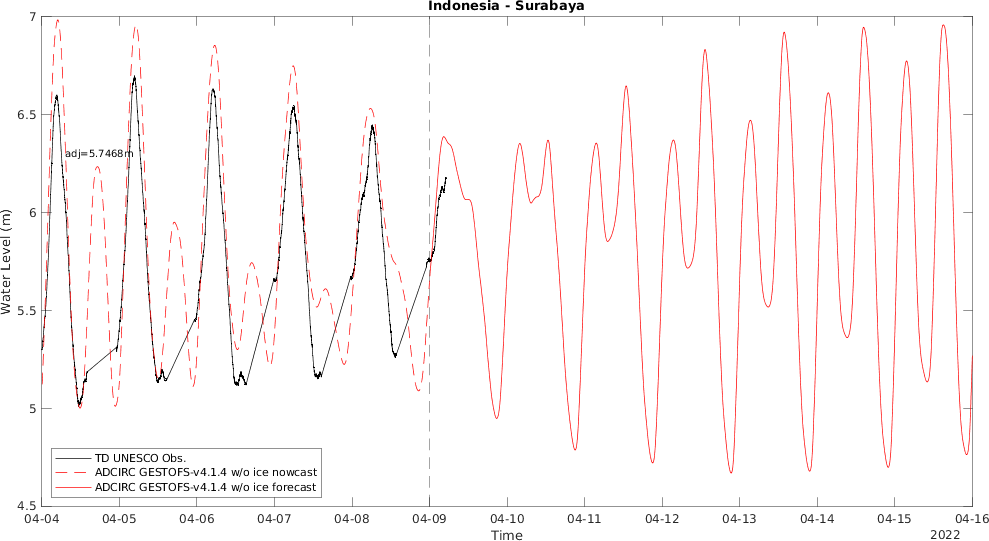 Indonesia - Surabaya
7
6.5
6
5.5
5
4.5
Water Level (m)
adj=5.7468m
TD UNESCO Obs.
ADCIRC GESTOFS-v4.1.4 w/o ice nowcast
ADCIRC GESTOFS-v4.1.4 w/o ice forecast
04-04 04-05 04-06 04-07 04-08 04-09 04-10 04-11 04-12 04-13 04-14 04-15 04-16
Time
2022